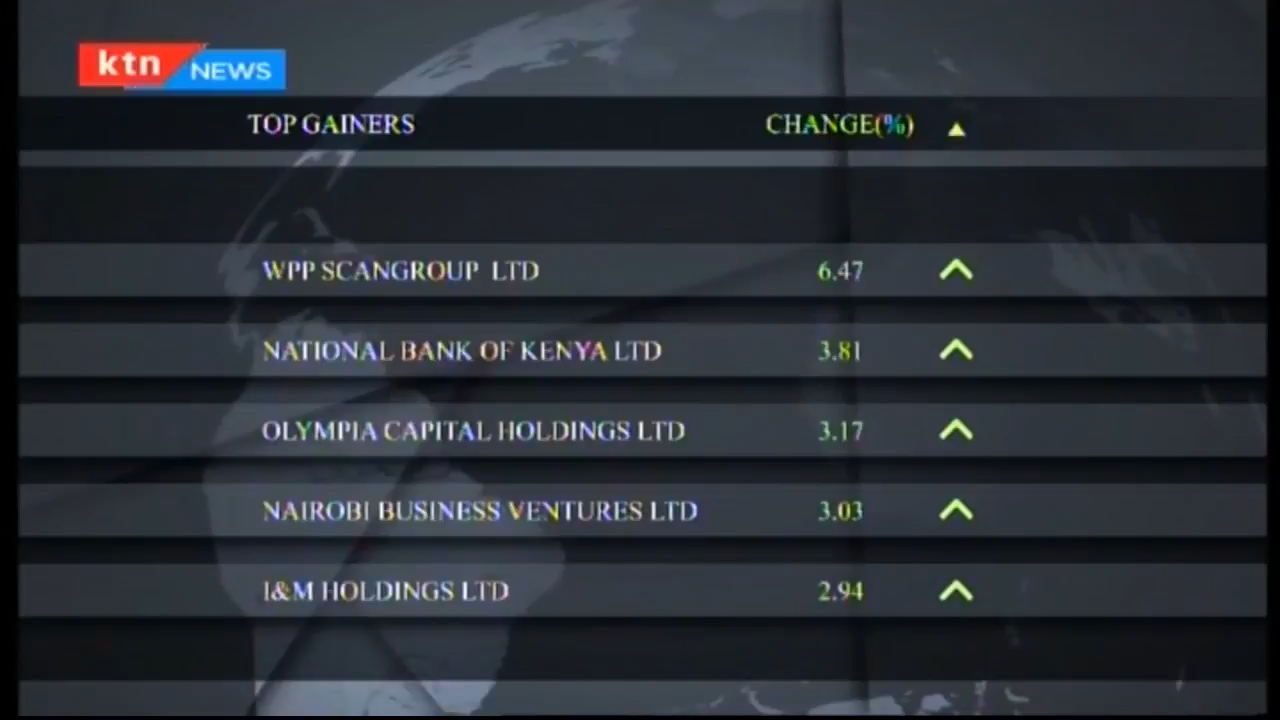 ktn NEWS
TOP GAINERS CHANGE(%)
WPP SCANGROUP LTD 6.47
NATIONAL BANK OF KENYA LTD 3.81
OLYMPIA CAPITAL HOLDINGS LTD 3.17
NAIROBI BUSINESS VENTURES LTD 3.03
I&M HOLDINGS LTD 2.94